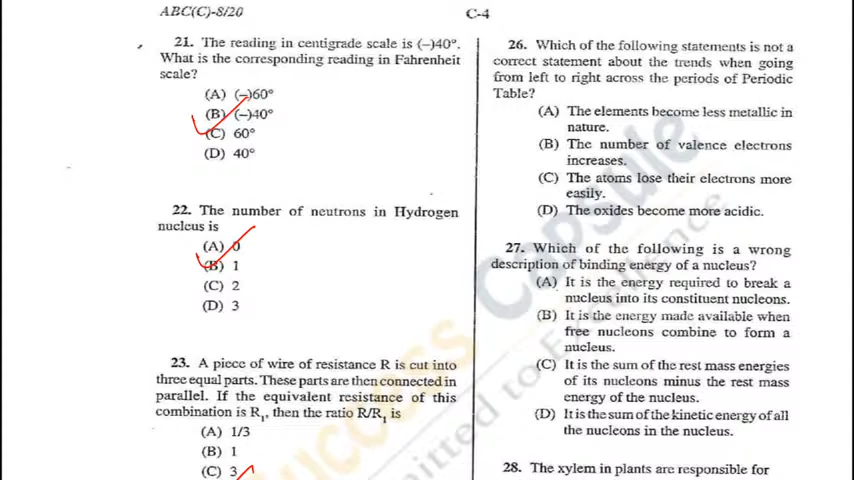 ABC(C)-8/20
C-4
21. The reading in centigrade scale is (–)40°.
What is the corresponding reading in Fahrenheit
scale?
(A) (–)60°
(B) (–)40°
(C) 60°
(D) 40°
22. The number of neutrons in Hydrogen
nucleus is
(A) 0
(B) 1
(C) 2
(D) 3
23. A piece of wire of resistance R is cut into
three equal parts. These parts are then connected in
parallel. If the equivalent resistance of this
combination is R₁, then the ratio R/R₁ is
(A) 1/3
(B) 1
(C) 3
26. Which of the following statements is not a
correct statement about the trends when going
from left to right across the periods of Periodic
Table?
(A) The elements become less metallic in
nature.
(B) The number of valence electrons
increases.
(C) The atoms lose their electrons more
easily.
(D) The oxides become more acidic.
27. Which of the following is a wrong
description of binding energy of a nucleus?
(A) It is the energy required to break a
nucleus into its constituent nucleons.
(B) It is the energy made available when
free nucleons combine to form a
nucleus.
(C) It is the sum of the rest mass energies
of its nucleons minus the rest mass
energy of the nucleus.
(D) It is the sum of the kinetic energy of all
the nucleons in the nucleus.
28. The xylem in plants are responsible for
Success Capsule
to Excellence